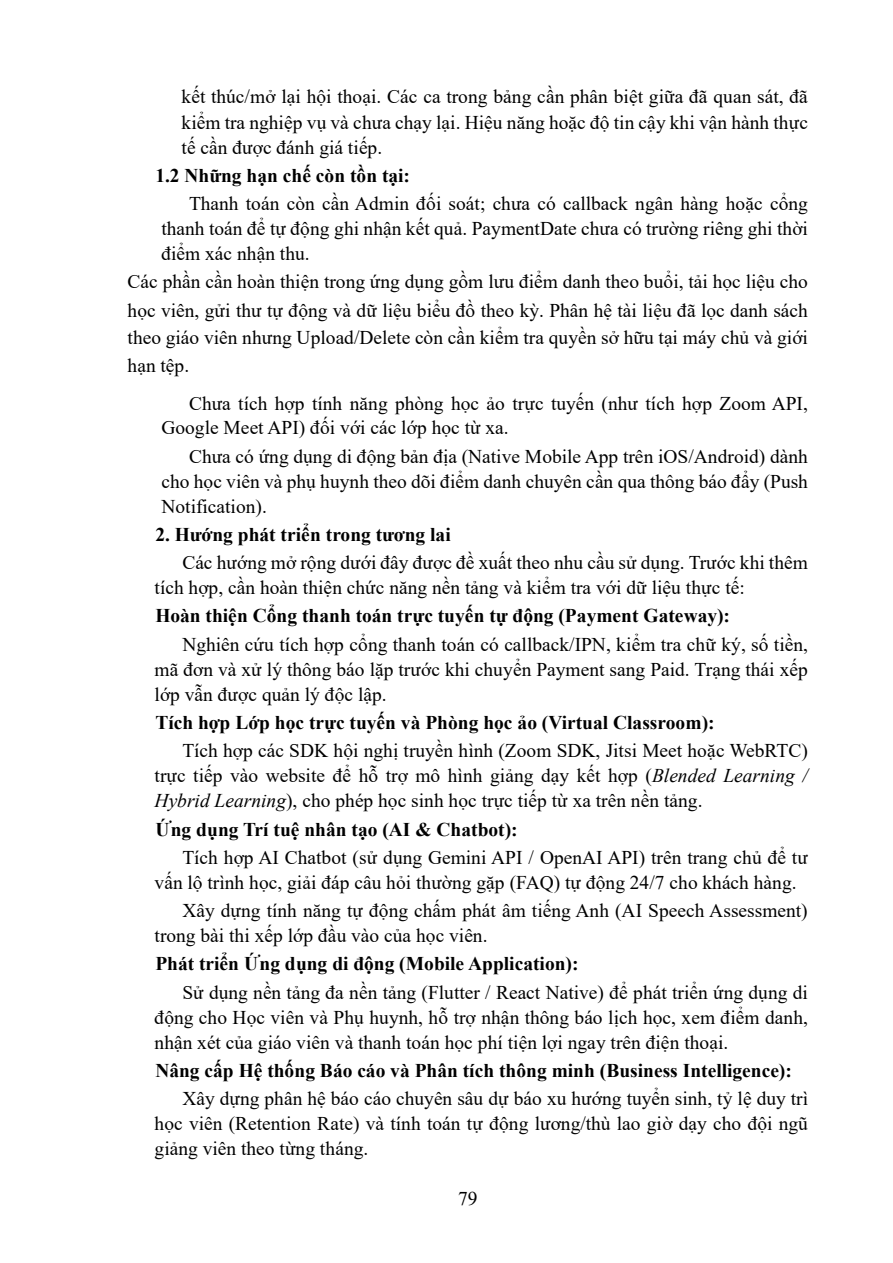 kết thúc/mở lại hội thoại. Các ca trong bảng cần phân biệt giữa đã quan sát, đã
kiểm tra nghiệp vụ và chưa chạy lại. Hiệu năng hoặc độ tin cậy khi vận hành thực
tế cần được đánh giá tiếp.
1.2 Những hạn chế còn tồn tại:
Thanh toán còn cần Admin đối soát; chưa có callback ngân hàng hoặc cổng
thanh toán để tự động ghi nhận kết quả. PaymentDate chưa có trường riêng ghi thời
điểm xác nhận thu.
Các phần cần hoàn thiện trong ứng dụng gồm lưu điểm danh theo buổi, tải học liệu cho
học viên, gửi thư tự động và dữ liệu biểu đồ theo kỳ. Phân hệ tài liệu đã lọc danh sách
theo giáo viên nhưng Upload/Delete còn cần kiểm tra quyền sở hữu tại máy chủ và giới
hạn tệp.
Chưa tích hợp tính năng phòng học ảo trực tuyến (như tích hợp Zoom API,
Google Meet API) đối với các lớp học từ xa.
Chưa có ứng dụng di động bản địa (Native Mobile App trên iOS/Android) dành
cho học viên và phụ huynh theo dõi điểm danh chuyên cần qua thông báo đẩy (Push
Notification).
2. Hướng phát triển trong tương lai
Các hướng mở rộng dưới đây được đề xuất theo nhu cầu sử dụng. Trước khi thêm
tích hợp, cần hoàn thiện chức năng nền tảng và kiểm tra với dữ liệu thực tế:
Hoàn thiện Cổng thanh toán trực tuyến tự động (Payment Gateway):
Nghiên cứu tích hợp cổng thanh toán có callback/IPN, kiểm tra chữ ký, số tiền,
mã đơn và xử lý thông báo lặp trước khi chuyển Payment sang Paid. Trạng thái xếp
lớp vẫn được quản lý độc lập.
Tích hợp Lớp học trực tuyến và Phòng học ảo (Virtual Classroom):
Tích hợp các SDK hội nghị truyền hình (Zoom SDK, Jitsi Meet hoặc WebRTC)
trực tiếp vào website để hỗ trợ mô hình giảng dạy kết hợp (Blended Learning /
Hybrid Learning), cho phép học sinh học trực tiếp từ xa trên nền tảng.
Ứng dụng Trí tuệ nhân tạo (AI & Chatbot):
Tích hợp AI Chatbot (sử dụng Gemini API / OpenAI API) trên trang chủ để tư
vấn lộ trình học, giải đáp câu hỏi thường gặp (FAQ) tự động 24/7 cho khách hàng.
Xây dựng tính năng tự động chấm phát âm tiếng Anh (AI Speech Assessment)
trong bài thi xếp lớp đầu vào của học viên.
Phát triển Ứng dụng di động (Mobile Application):
Sử dụng nền tảng đa nền tảng (Flutter / React Native) để phát triển ứng dụng di
động cho Học viên và Phụ huynh, hỗ trợ nhận thông báo lịch học, xem điểm danh,
nhận xét của giáo viên và thanh toán học phí tiện lợi ngay trên điện thoại.
Nâng cấp Hệ thống Báo cáo và Phân tích thông minh (Business Intelligence):
Xây dựng phân hệ báo cáo chuyên sâu dự báo xu hướng tuyển sinh, tỷ lệ duy trì
học viên (Retention Rate) và tính toán tự động lương/thù lao giờ dạy cho đội ngũ
giảng viên theo từng tháng.
79